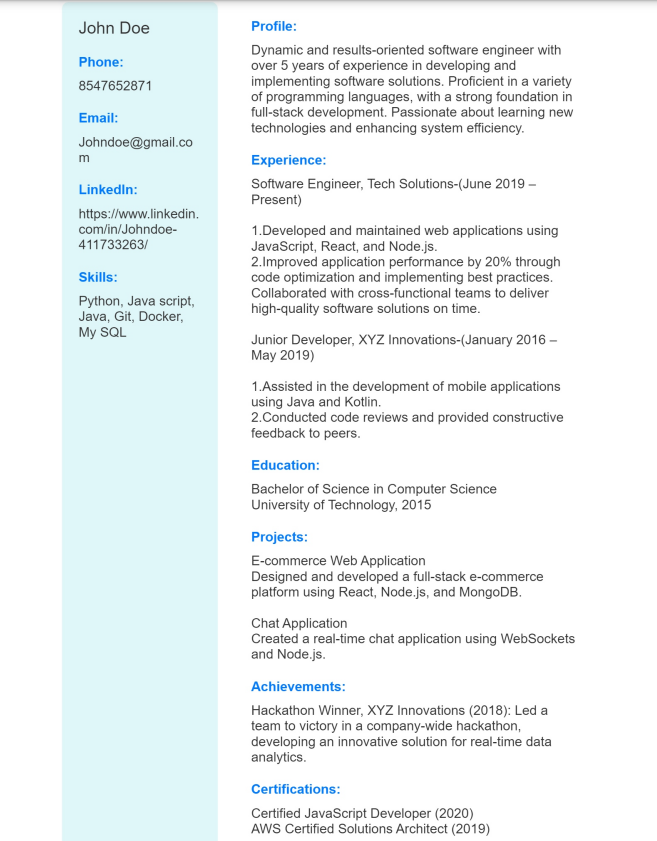 John Doe
Phone:
8547652871
Email:
Johndoe@gmail.co
m
LinkedIn:
https://www.linkedin.
com/in/Johndoe-
411733263/
Skills:
Python, Java script,
Java, Git, Docker,
My SQL
Profile:
Dynamic and results-oriented software engineer with
over 5 years of experience in developing and
implementing software solutions. Proficient in a variety
of programming languages, with a strong foundation in
full-stack development. Passionate about learning new
technologies and enhancing system efficiency.
Experience:
Software Engineer, Tech Solutions-(June 2019 –
Present)
1.Developed and maintained web applications using
JavaScript, React, and Node.js.
2.Improved application performance by 20% through
code optimization and implementing best practices.
Collaborated with cross-functional teams to deliver
high-quality software solutions on time.
Junior Developer, XYZ Innovations-(January 2016 –
May 2019)
1.Assisted in the development of mobile applications
using Java and Kotlin.
2.Conducted code reviews and provided constructive
feedback to peers.
Education:
Bachelor of Science in Computer Science
University of Technology, 2015
Projects:
E-commerce Web Application
Designed and developed a full-stack e-commerce
platform using React, Node.js, and MongoDB.
Chat Application
Created a real-time chat application using WebSockets
and Node.js.
Achievements:
Hackathon Winner, XYZ Innovations (2018): Led a
team to victory in a company-wide hackathon,
developing an innovative solution for real-time data
analytics.
Certifications:
Certified JavaScript Developer (2020)
AWS Certified Solutions Architect (2019)